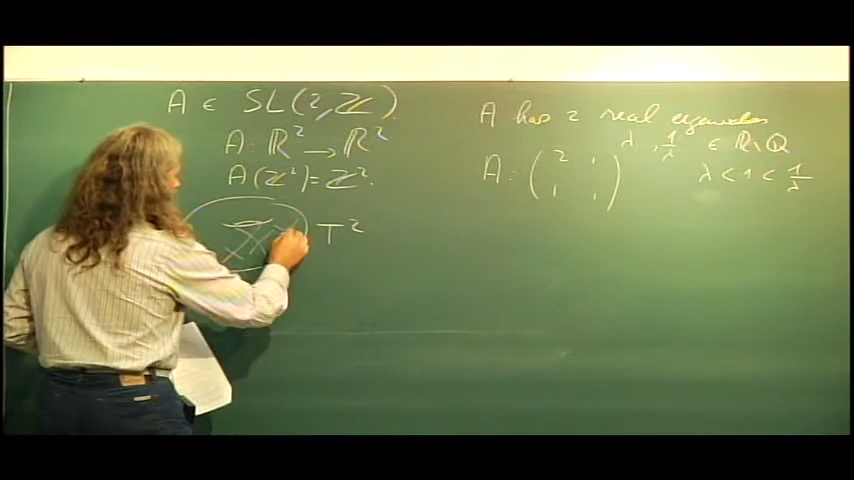 A ∈ SL(2,ℤ).
A: ℝ² → ℝ²
A(ℤ²)=ℤ².
T²
A has 2 real eigenvalues
λ, 1/λ ∈ ℝ\ℚ
A: (2 1
1 1)
λ < 1 < 1/λ